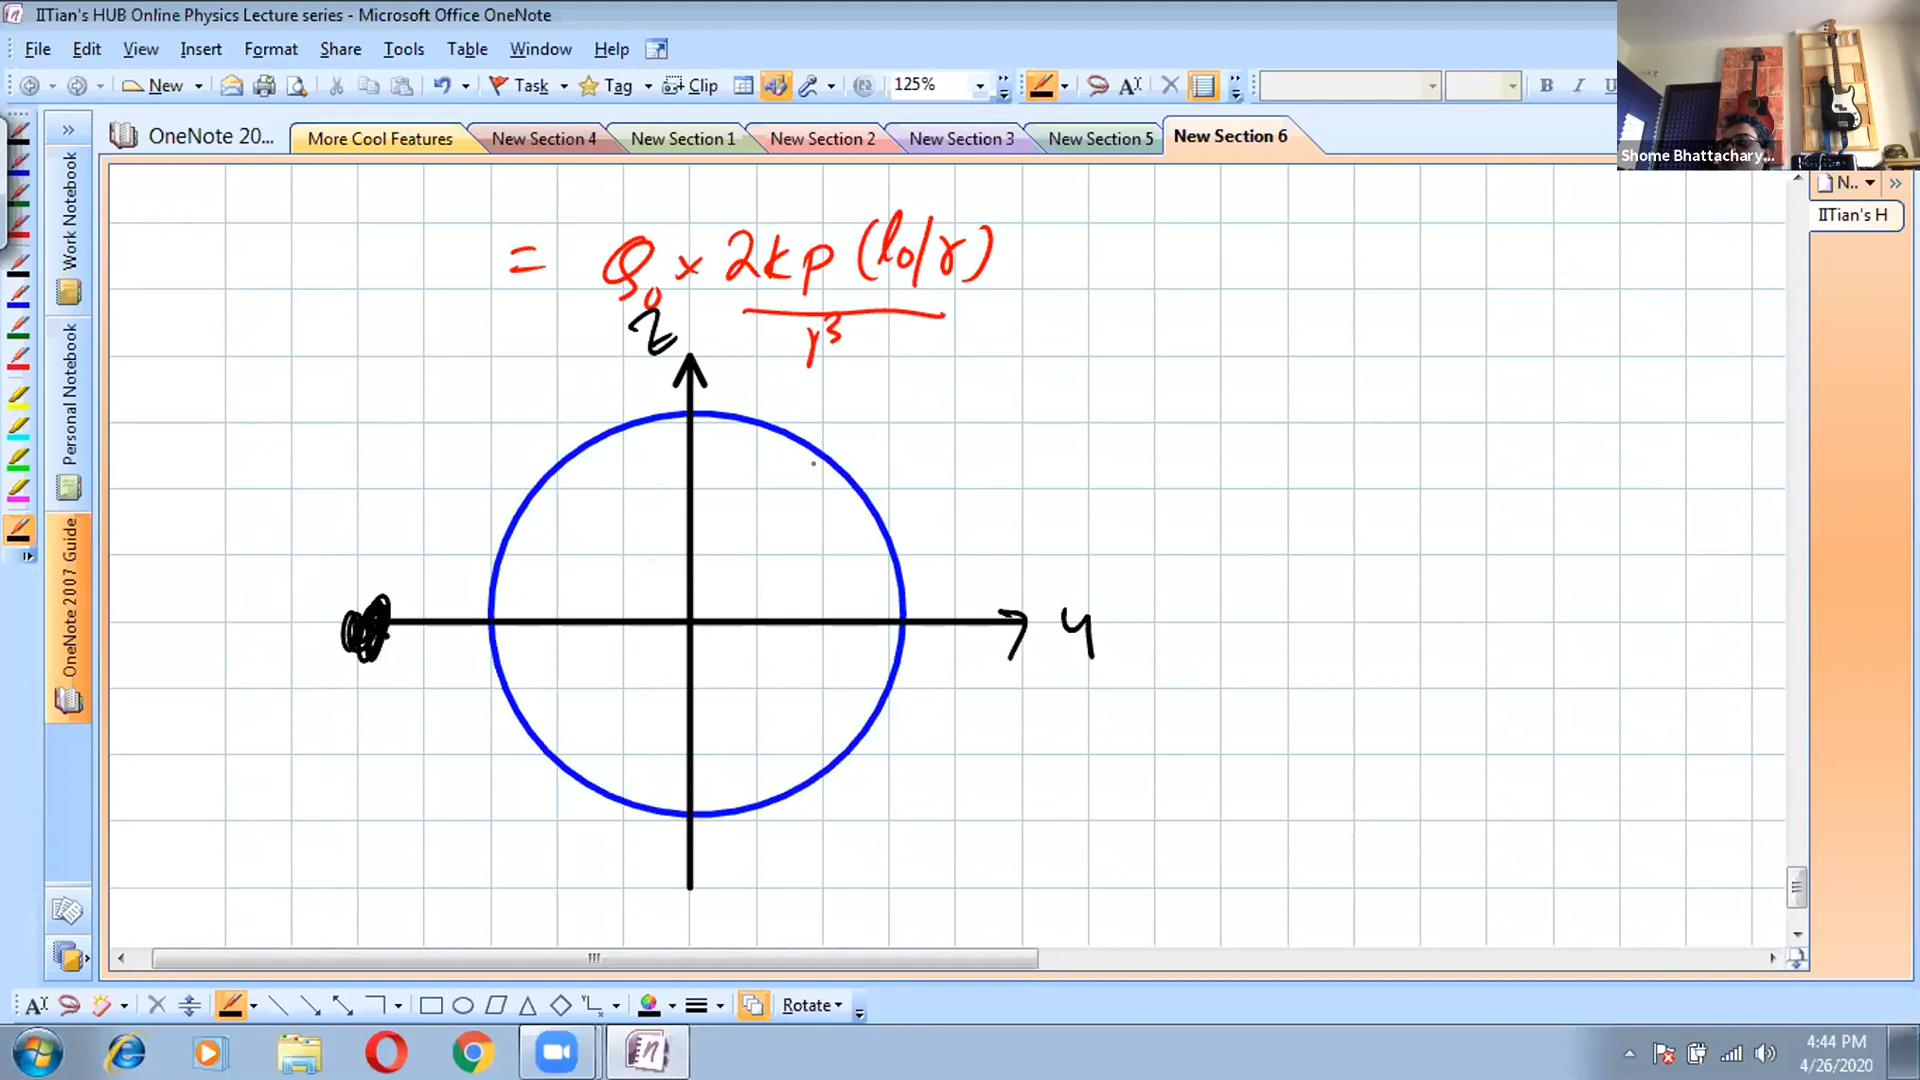 IITian's HUB Online Physics Lecture series - Microsoft Office OneNote
File Edit View Insert Format Share Tools Table Window Help
New Task Tag Clip 125% B I U
OneNote 20... More Cool Features New Section 4 New Section 1 New Section 2 New Section 3 New Section 5 New Section 6
Shome Bhattachary...
N..
IITian's H
Work Notebook
Personal Notebook
OneNote 2007 Guide
= Q₀ × 2kp (l₀/r)
r³
Z
y
Rotate
4:44 PM
4/26/2020